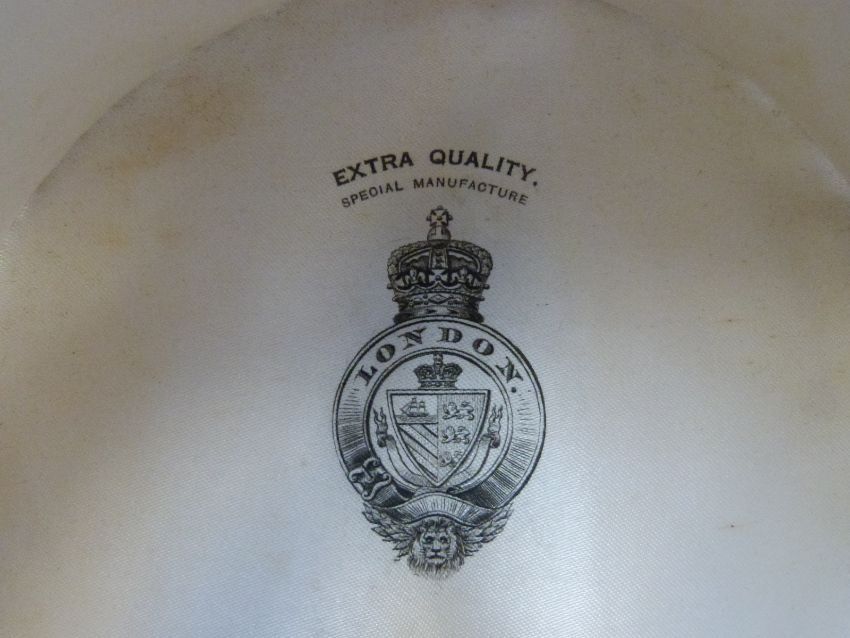 EXTRA QUALITY.
SPECIAL MANUFACTURE
LONDON.